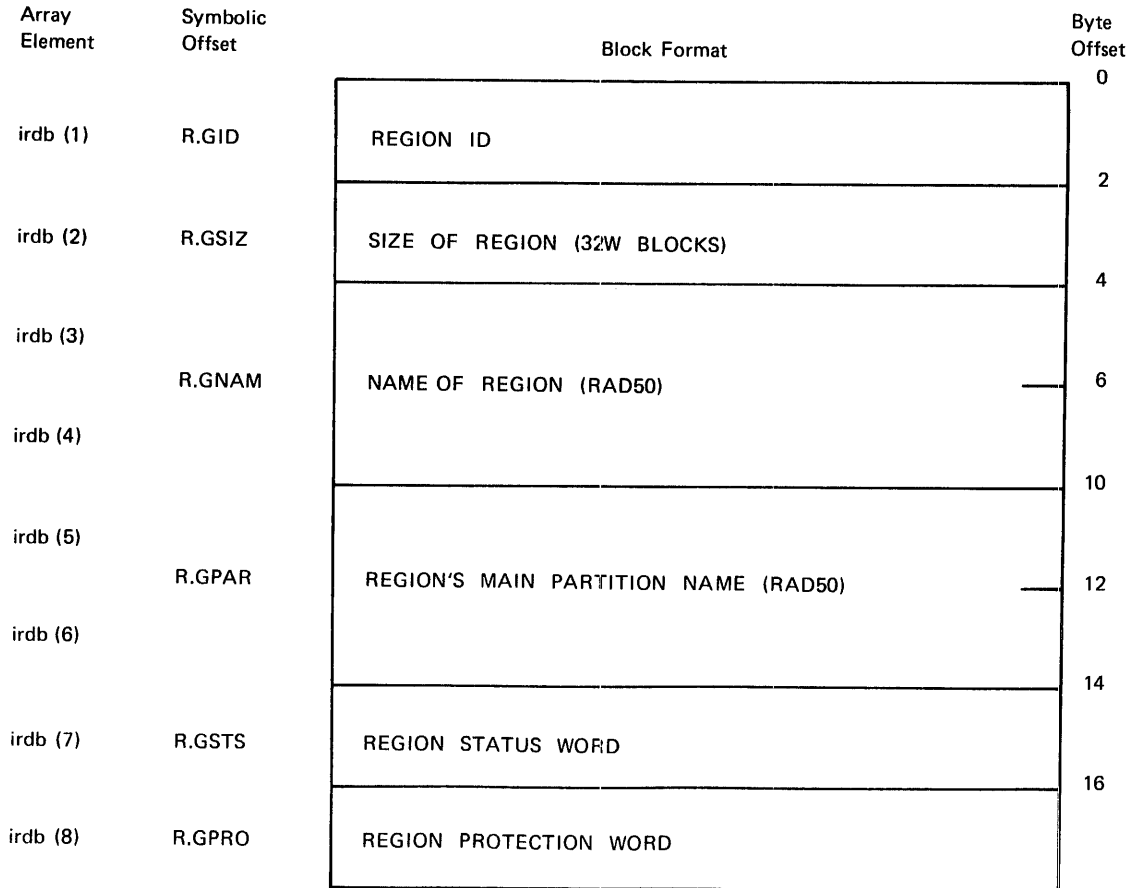 Array Element
Symbolic Offset
Block Format
Byte Offset
0
irdb (1) R.GID REGION ID
2
irdb (2) R.GSIZ SIZE OF REGION (32W BLOCKS)
4
irdb (3)
R.GNAM NAME OF REGION (RAD50) 6
irdb (4)
10
irdb (5)
R.GPAR REGION'S MAIN PARTITION NAME (RAD50) 12
irdb (6)
14
irdb (7) R.GSTS REGION STATUS WORD
16
irdb (8) R.GPRO REGION PROTECTION WORD